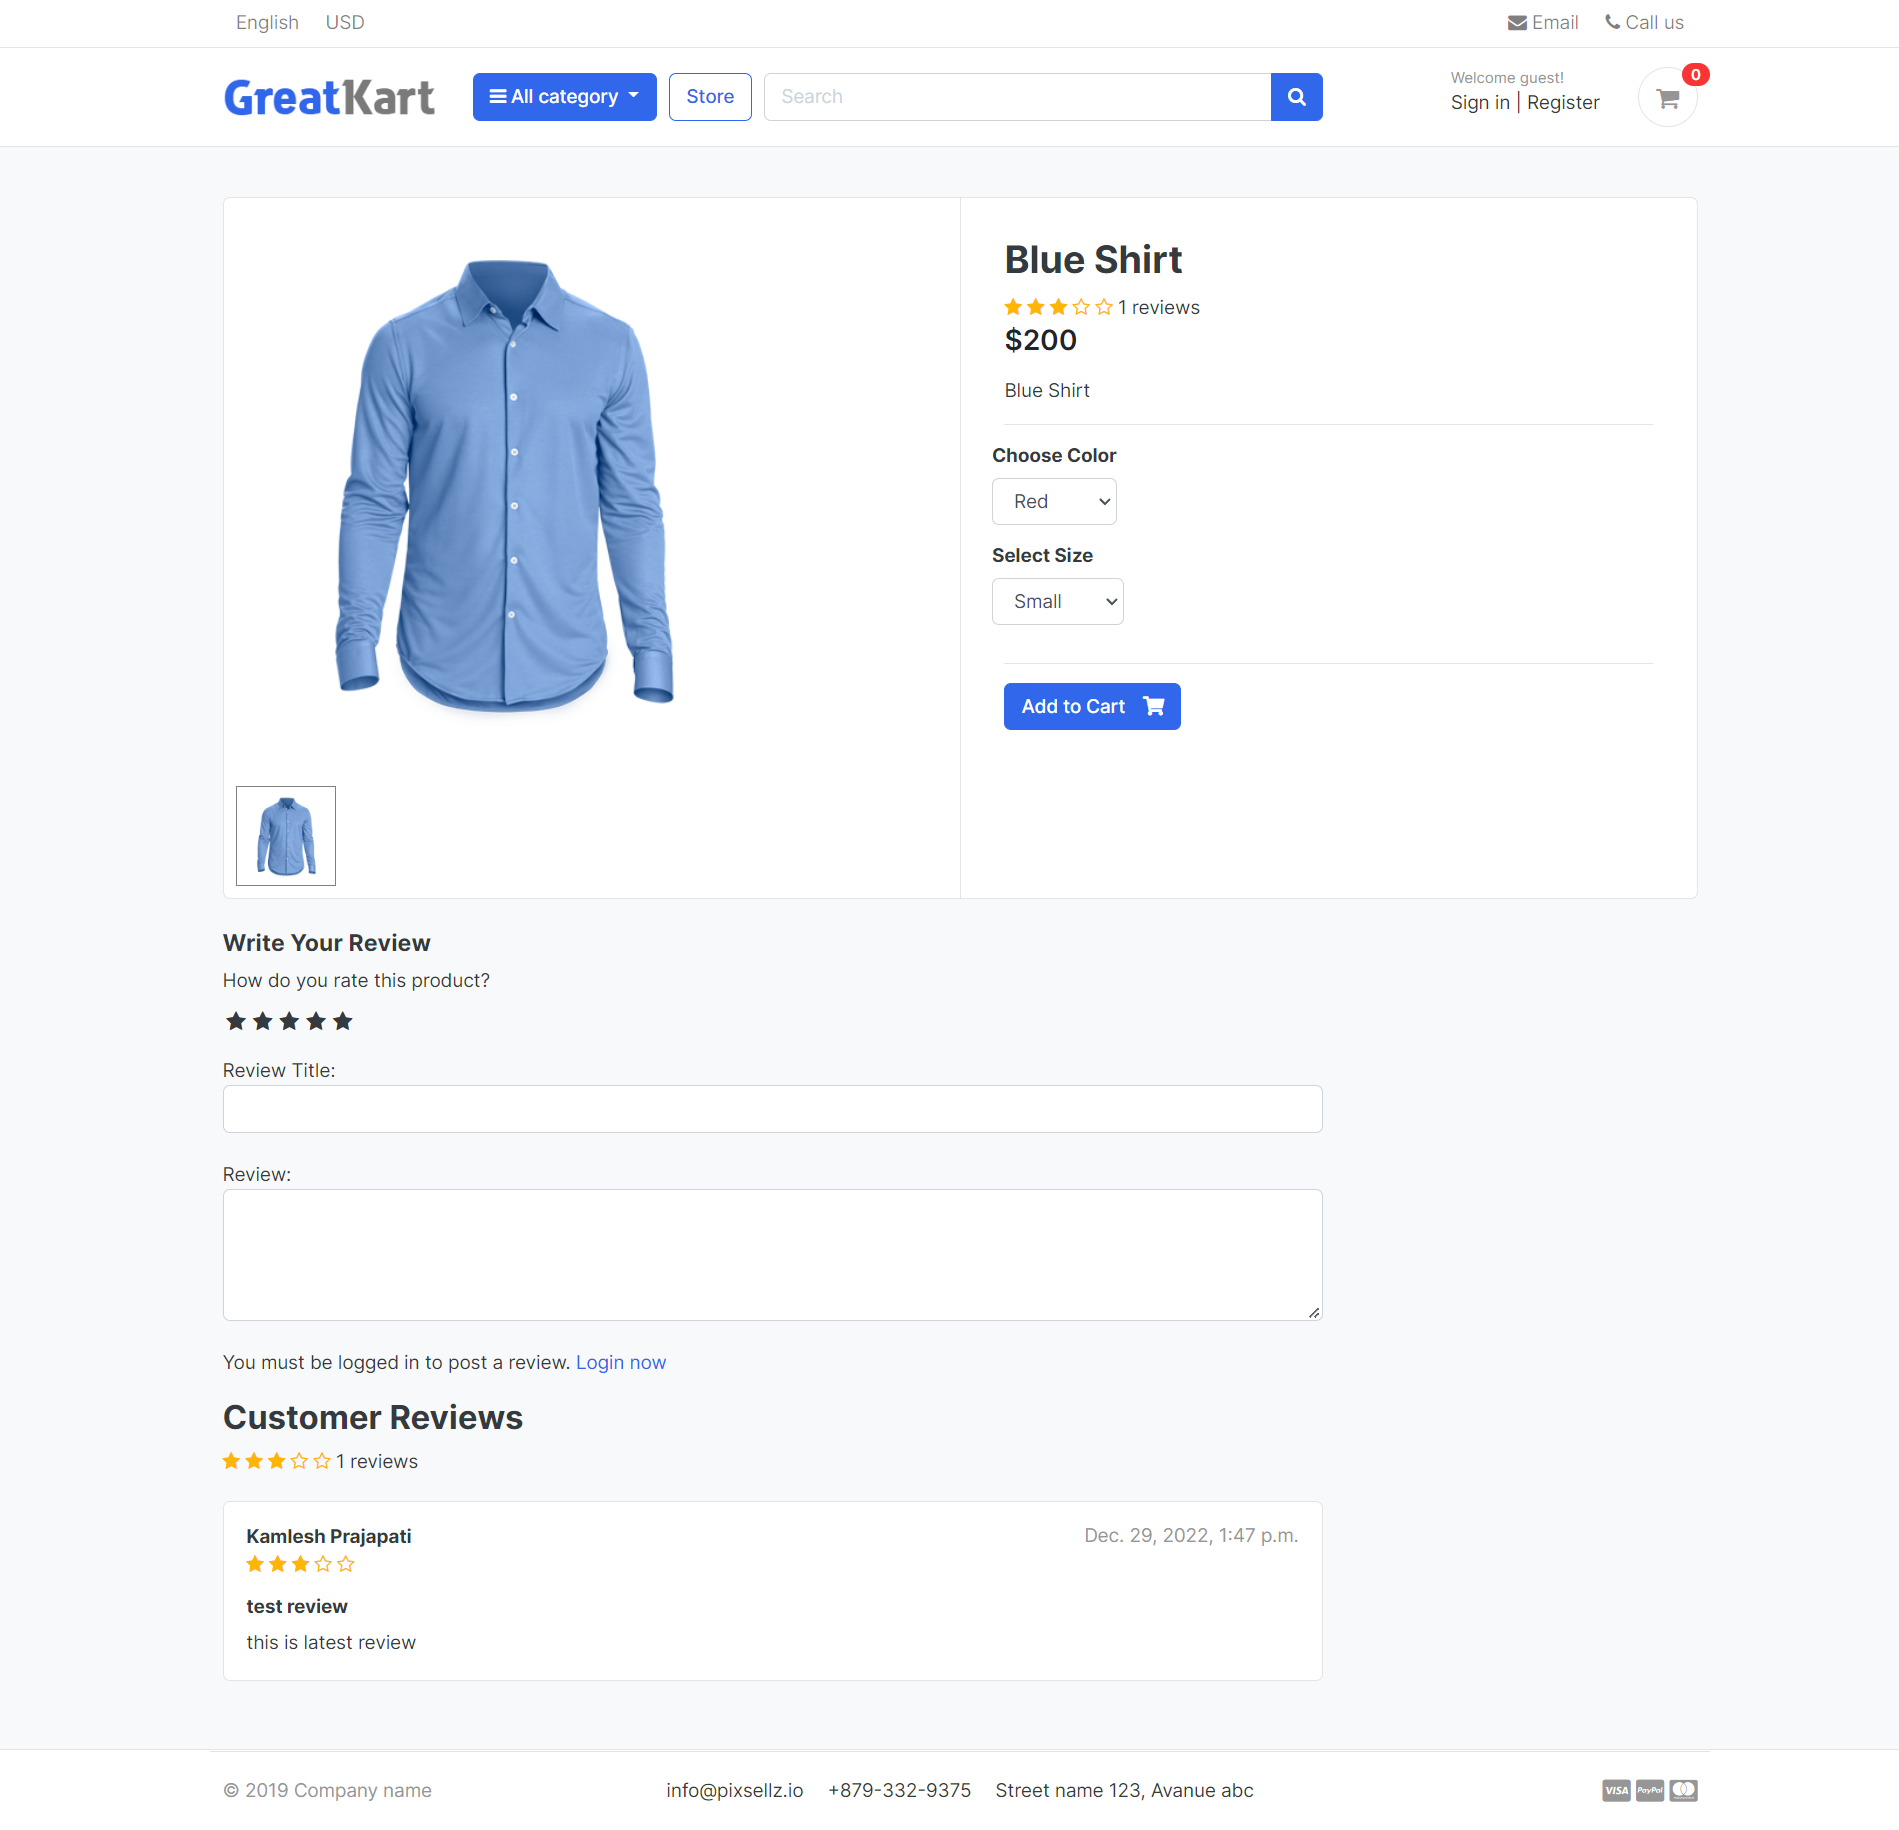 English USD Email Call us
GreatKart All category Store Search Welcome guest! Sign in | Register 0
Blue Shirt
1 reviews
$200
Blue Shirt
Choose Color
Red
Select Size
Small
Add to Cart
Write Your Review
How do you rate this product?
Review Title:
Review:
You must be logged in to post a review. Login now
Customer Reviews
1 reviews
Kamlesh Prajapati Dec. 29, 2022, 1:47 p.m.
test review
this is latest review
© 2019 Company name info@pixsellz.io +879-332-9375 Street name 123, Avanue abc VISA PayPal